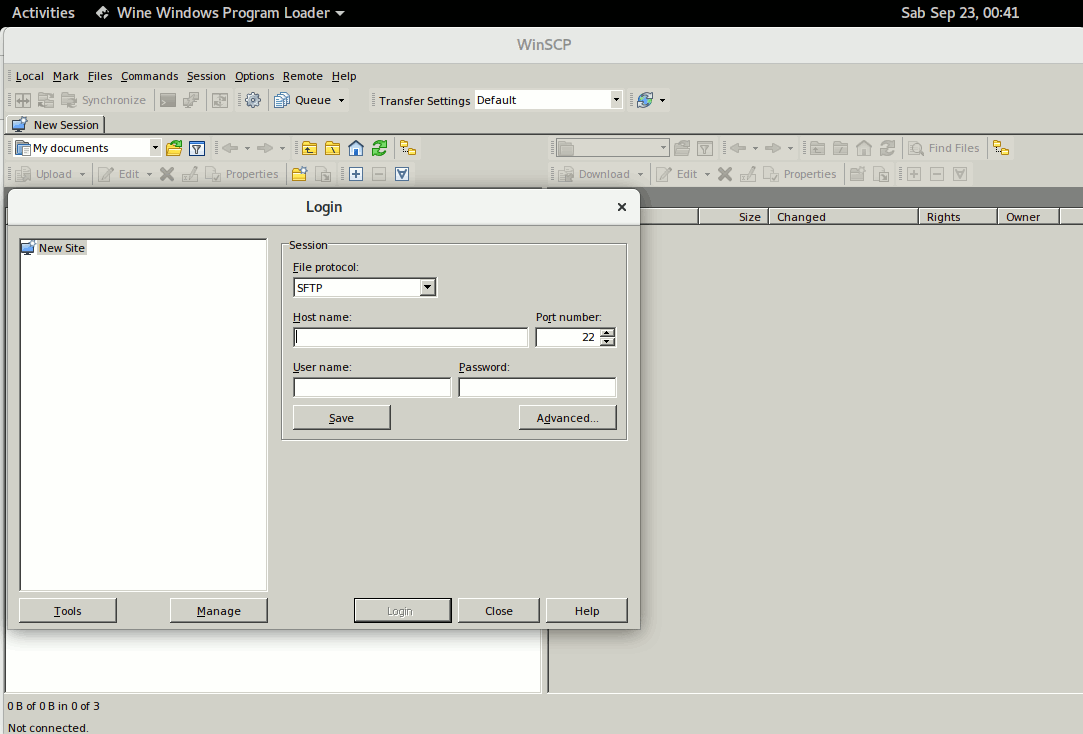 Activities Wine Windows Program Loader Sab Sep 23, 00:41
WinSCP
Local Mark Files Commands Session Options Remote Help
Synchronize Queue Transfer Settings Default
New Session
My documents Find Files
Upload Edit Properties Download Edit Properties
Login
Size Changed Rights Owner
New Site
Session
File protocol:
SFTP
Host name: Port number:
22
User name: Password:
Save Advanced...
Tools Manage Login Close Help
0 B of 0 B in 0 of 3
Not connected.